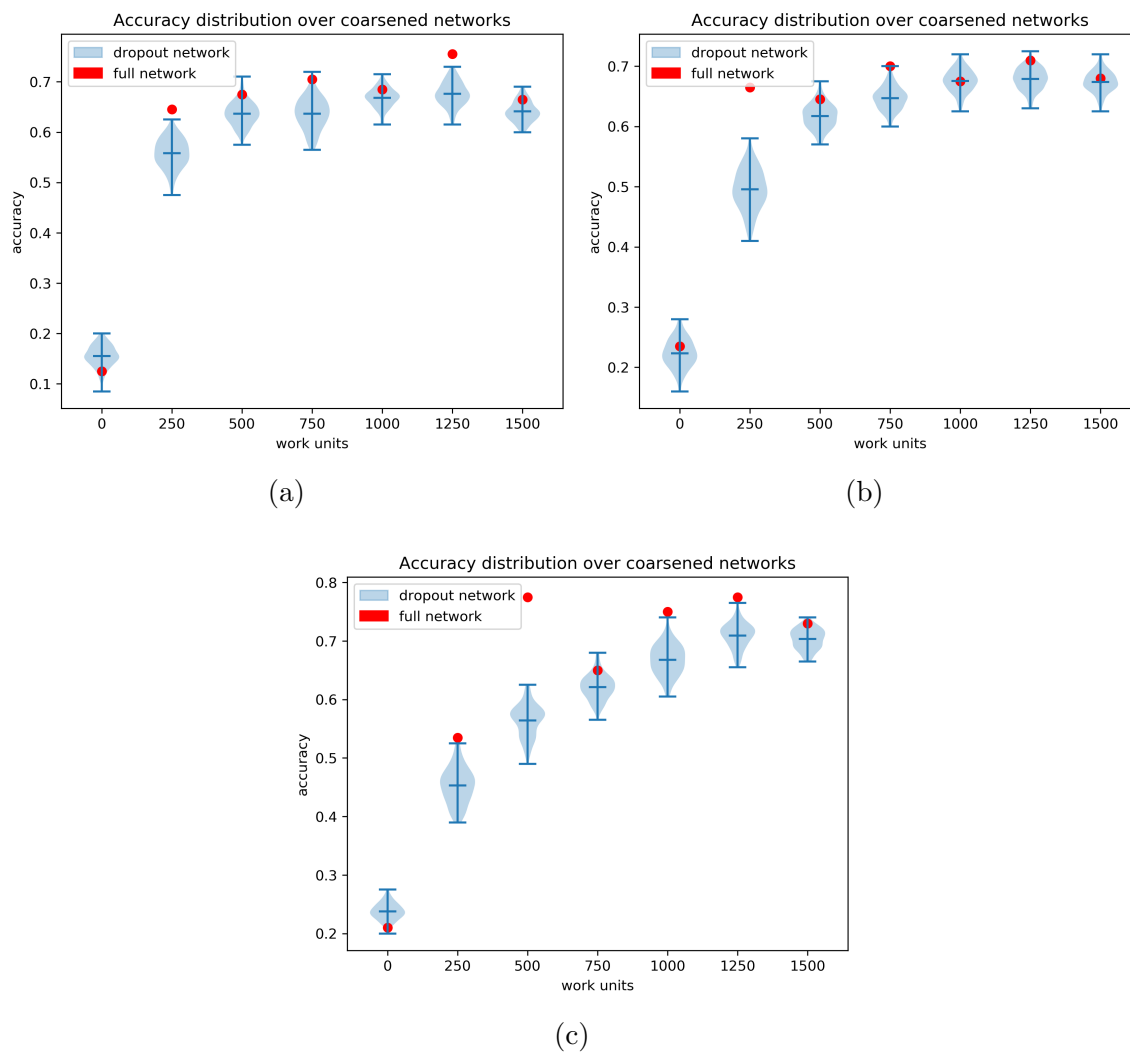 Accuracy distribution over coarsened networks
dropout network
full network
0.7
0.6
0.5
0.4
0.3
0.2
0.1
accuracy
0 250 500 750 1000 1250 1500
work units
(a)
Accuracy distribution over coarsened networks
dropout network
full network
0.7
0.6
0.5
0.4
0.3
0.2
accuracy
0 250 500 750 1000 1250 1500
work units
(b)
Accuracy distribution over coarsened networks
dropout network
full network
0.8
0.7
0.6
0.5
0.4
0.3
0.2
accuracy
0 250 500 750 1000 1250 1500
work units
(c)